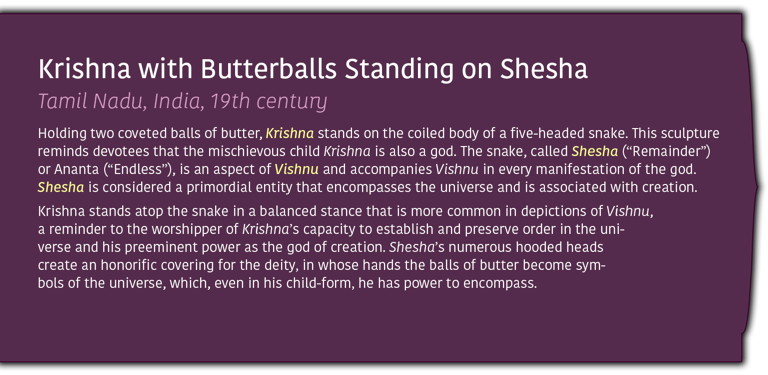 Krishna with Butterballs Standing on Shesha
Tamil Nadu, India, 19th century
Holding two coveted balls of butter, Krishna stands on the coiled body of a five-headed snake. This sculpture
reminds devotees that the mischievous child Krishna is also a god. The snake, called Shesha (“Remainder”)
or Ananta (“Endless”), is an aspect of Vishnu and accompanies Vishnu in every manifestation of the god.
Shesha is considered a primordial entity that encompasses the universe and is associated with creation.
Krishna stands atop the snake in a balanced stance that is more common in depictions of Vishnu,
a reminder to the worshipper of Krishna’s capacity to establish and preserve order in the uni-
verse and his preeminent power as the god of creation. Shesha’s numerous hooded heads
create an honorific covering for the deity, in whose hands the balls of butter become sym-
bols of the universe, which, even in his child-form, he has power to encompass.